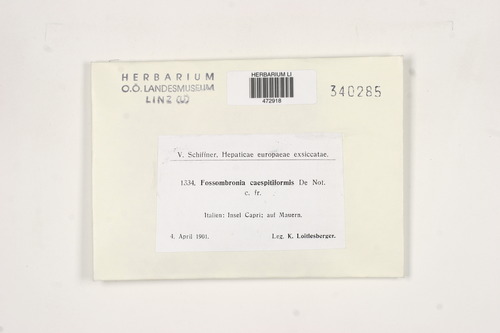 HERBARIUM
O.Ö. LANDESMUSEUM
LINZ (LI)
HERBARIUM LI
472918
340285
V. Schiffner, Hepaticae europaeae exsiccatae.
1334. Fossombronia caespitiformis De Not.
c. fr.
Italien: Insel Capri; auf Mauern.
4. April 1901. Leg. K. Loitlesberger.